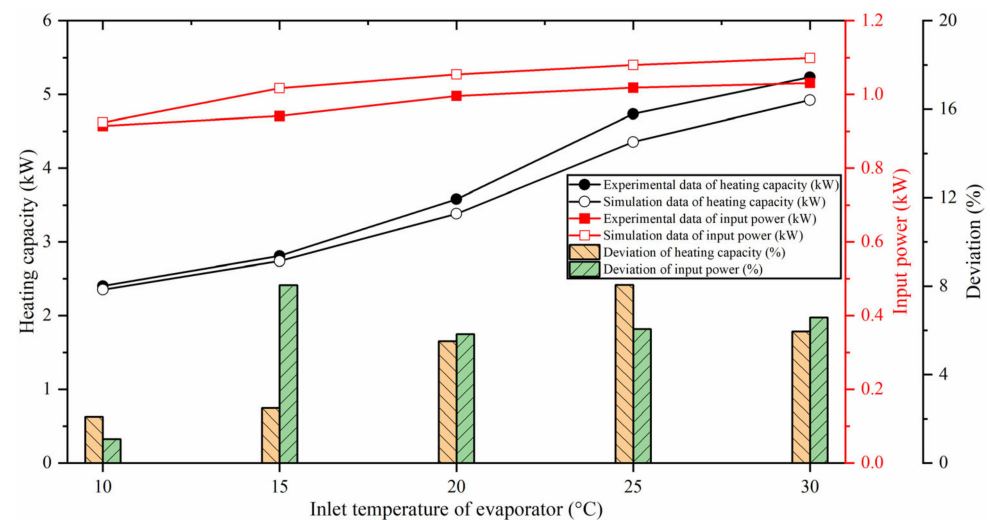 6
5
4
3
2
1
0
Heating capacity (kW)
1.2
1.0
0.8
0.6
0.4
0.2
0.0
Input power (kW)
20
16
12
8
4
0
Deviation (%)
Experimental data of heating capacity (kW)
Simulation data of heating capacity (kW)
Experimental data of input power (kW)
Simulation data of input power (kW)
Deviation of heating capacity (%)
Deviation of input power (%)
10 15 20 25 30
Inlet temperature of evaporator (°C)